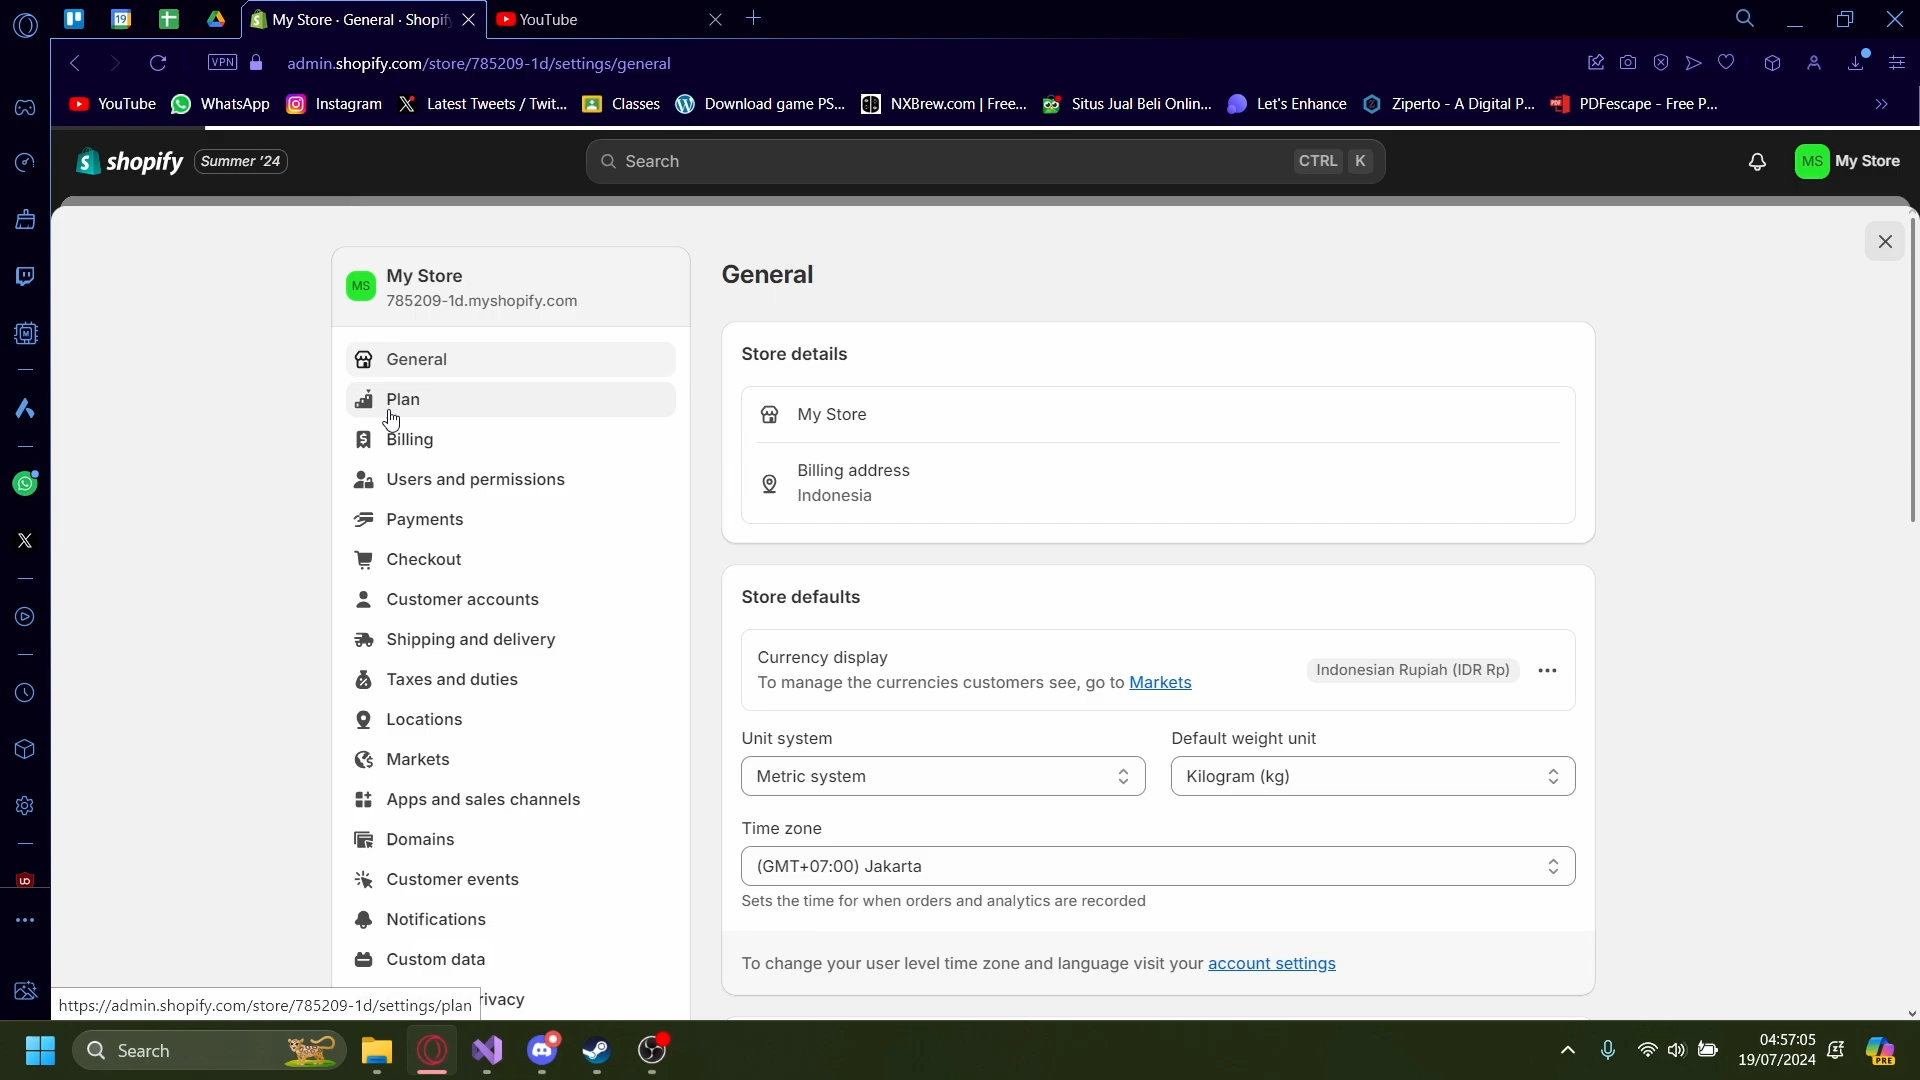 My Store · General · Shopify
YouTube
VPN
admin.shopify.com/store/785209-1d/settings/general
YouTube
WhatsApp
Instagram
Latest Tweets / Twit...
Classes
Download game PS...
NXBrew.com | Free...
Situs Jual Beli Onlin...
Let's Enhance
Ziperto - A Digital P...
PDFescape - Free P...
shopify
Summer '24
Search
CTRL K
MS
My Store
MS
My Store
785209-1d.myshopify.com
General
Plan
Billing
Users and permissions
Payments
Checkout
Customer accounts
Shipping and delivery
Taxes and duties
Locations
Markets
Apps and sales channels
Domains
Customer events
Notifications
Custom data
rivacy
General
Store details
My Store
Billing address
Indonesia
Store defaults
Currency display
To manage the currencies customers see, go to Markets
Indonesian Rupiah (IDR Rp)
Unit system
Default weight unit
Metric system
Kilogram (kg)
Time zone
(GMT+07:00) Jakarta
Sets the time for when orders and analytics are recorded
To change your user level time zone and language visit your account settings
https://admin.shopify.com/store/785209-1d/settings/plan
Search
04:57:05
19/07/2024
PRE